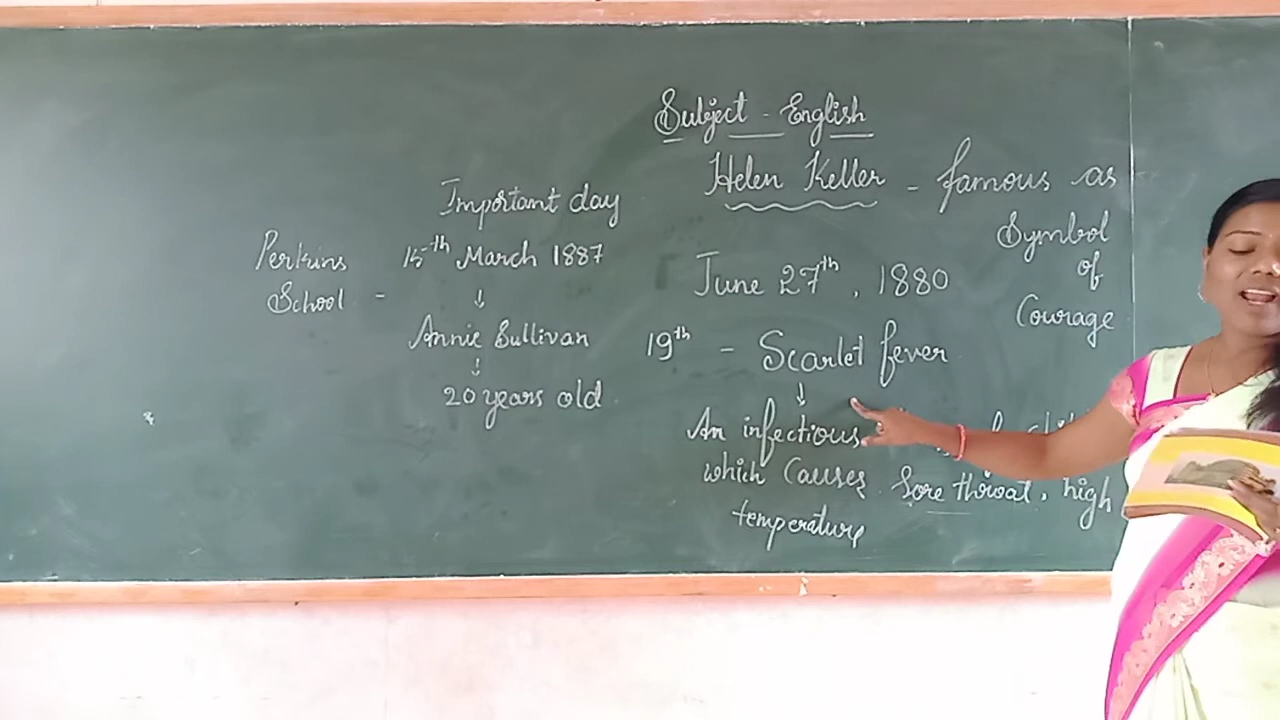 Subject - English
Helen Keller - famous as
Symbol
of
Courage
June 27th, 1880
19th - Scarlet fever
↓
An infectious
which Causes Sore throat, high
temperature
Important day
Perkins
School -
15th March 1887
↓
Annie Sullivan
↓
20 years old